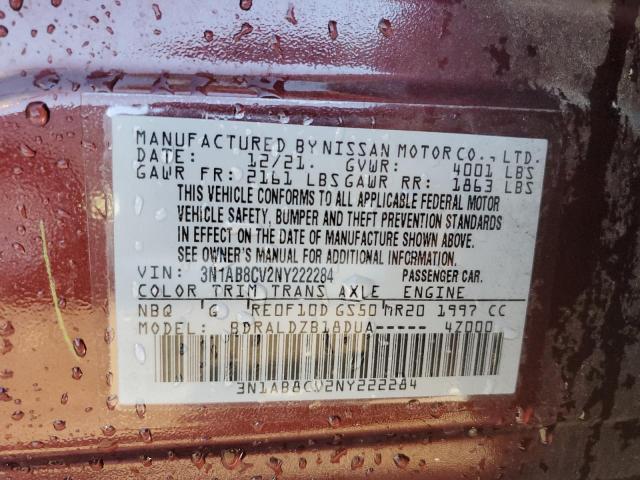 MANUFACTURED BY NISSAN MOTOR CO., LTD.
DATE: 12/21. GVWR: 4001 LBS
GAWR FR: 2161 LBS GAWR RR: 1863 LBS
THIS VEHICLE CONFORMS TO ALL APPLICABLE FEDERAL MOTOR
VEHICLE SAFETY, BUMPER AND THEFT PREVENTION STANDARDS
IN EFFECT ON THE DATE OF MANUFACTURE SHOWN ABOVE.
SEE OWNER'S MANUAL FOR ADDITIONAL INFORMATION
VIN: 3N1AB8CV2NY222284 PASSENGER CAR.
COLOR TRIM TRANS AXLE ENGINE
NBQ G RE0F10D GS50 MR20 1997 CC
MODEL: BDRALDZB18DUA----- 4Z000
3N1AB8CV2NY222284